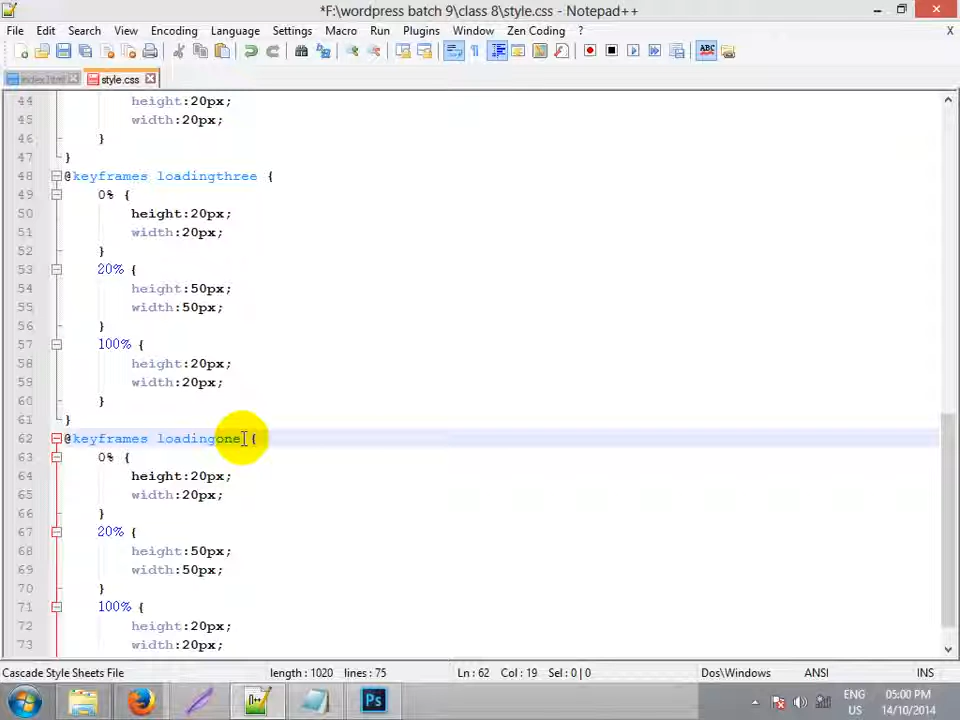 *F:\wordpress batch 9\class 8\style.css - Notepad++
File Edit Search View Encoding Language Settings Macro Run Plugins Window Zen Coding ? X
index.html style.css
44 height:20px;
45 width:20px;
46 }
47 }
48 @keyframes loadingthree {
49 0% {
50 height:20px;
51 width:20px;
52 }
53 20% {
54 height:50px;
55 width:50px;
56 }
57 100% {
58 height:20px;
59 width:20px;
60 }
61 }
62 @keyframes loadingone {
63 0% {
64 height:20px;
65 width:20px;
66 }
67 20% {
68 height:50px;
69 width:50px;
70 }
71 100% {
72 height:20px;
73 width:20px;
Cascade Style Sheets File length : 1020 lines : 75 Ln : 62 Col : 19 Sel : 0 | 0 Dos\Windows ANSI INS
ENG 05:00 PM
US 14/10/2014